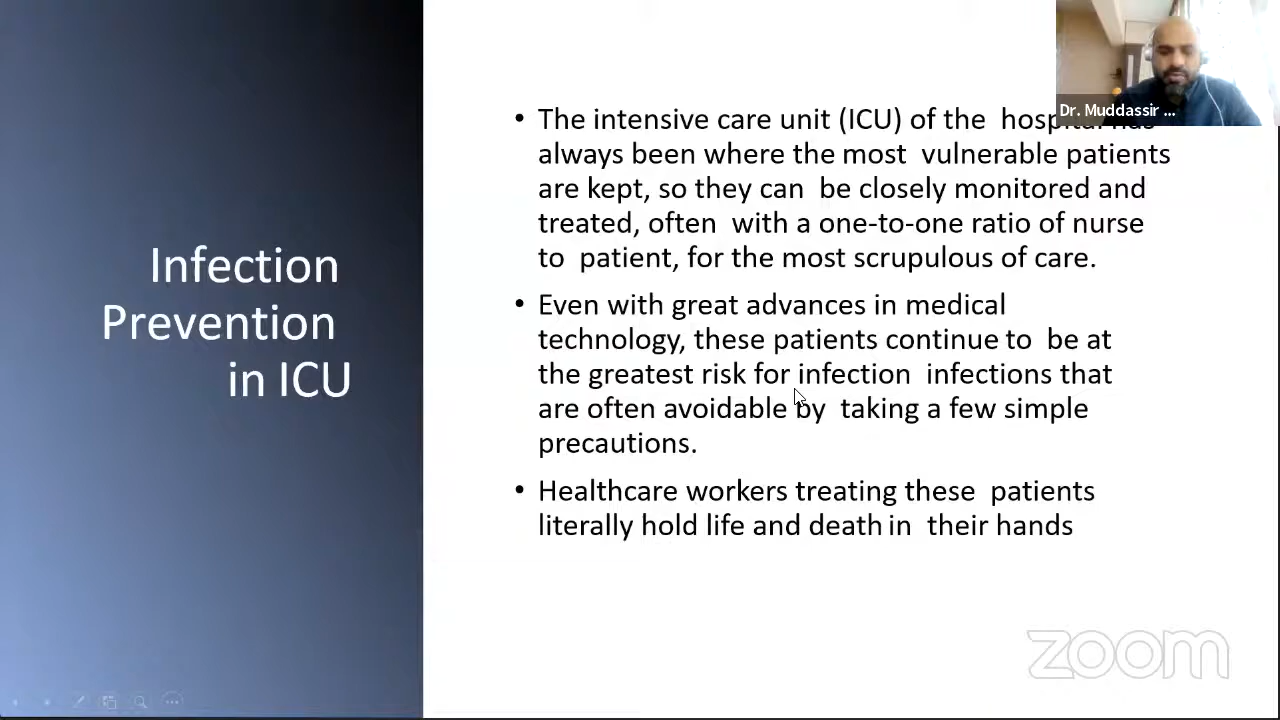 Infection
Prevention
in ICU
The intensive care unit (ICU) of the hospital has
always been where the most vulnerable patients
are kept, so they can be closely monitored and
treated, often with a one-to-one ratio of nurse
to patient, for the most scrupulous of care.
Even with great advances in medical
technology, these patients continue to be at
the greatest risk for infection infections that
are often avoidable by taking a few simple
precautions.
Healthcare workers treating these patients
literally hold life and death in their hands
Dr. Muddassir ...
zoom